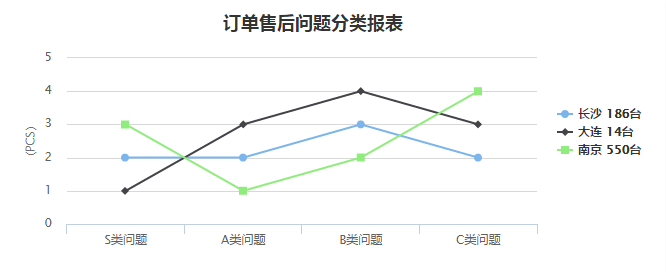 订单售后问题分类报表
5
4
3
2
1
0
(PCS)
S类问题
A类问题
B类问题
C类问题
长沙 186台
大连 14台
南京 550台